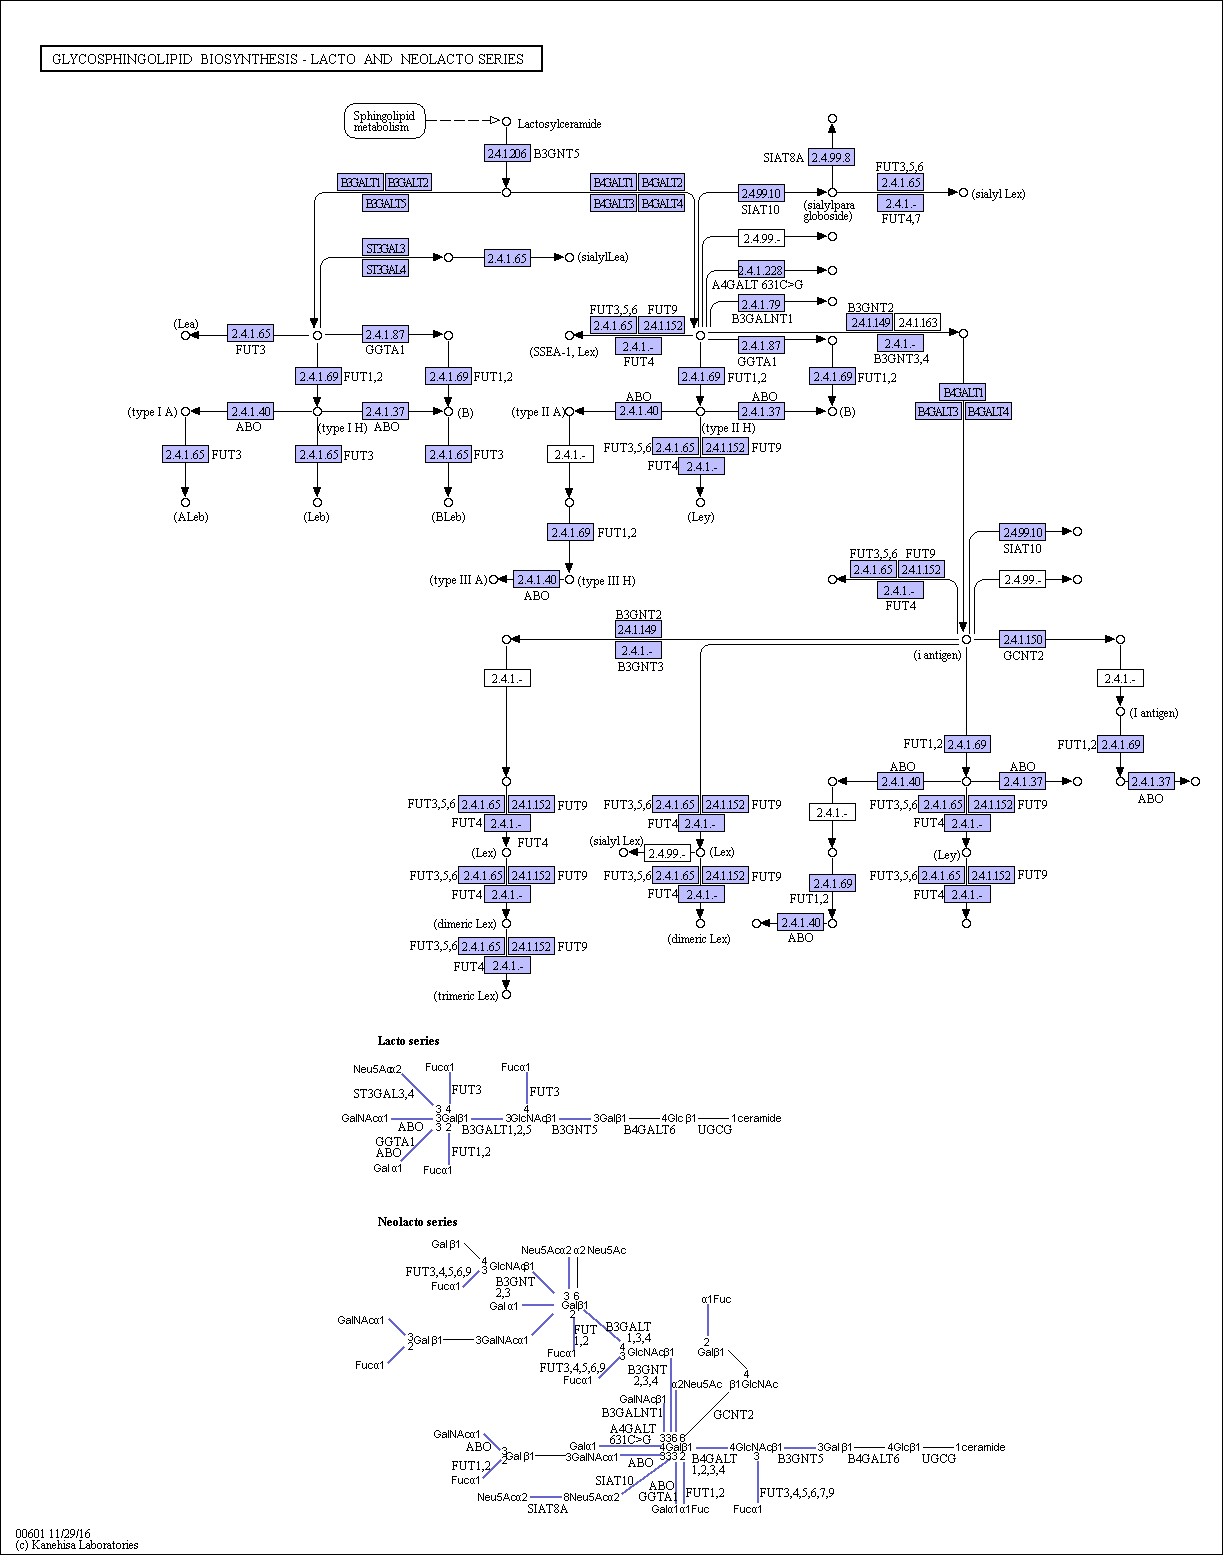 GLYCOSPHINGOLIPID BIOSYNTHESIS - LACTO AND NEOLACTO SERIES
Sphingolipid
metabolism
Lactosylceramide
2.4.1.206 B3GNT5
SIAT8A 2.4.99.8
FUT3,5,6
B3GALT1 B3GALT2
B3GALT5
B4GALT1 B4GALT2
B4GALT3 B4GALT4
2.4.99.10
SIAT10
(sialylpara
globoside)
2.4.1.65
2.4.1.-
FUT4,7
(sialyl Lex)
2.4.99.-
ST3GAL3
ST3GAL4
2.4.1.65 (sialylLea)
2.4.1.228
A4GALT 631C>G
2.4.1.79
B3GALNT1
(Lea)
2.4.1.65
FUT3
2.4.1.87
GGTA1
FUT3,5,6 FUT9
2.4.1.65 2.4.1.152
(SSEA-1, Lex)
2.4.1.-
FUT4
2.4.1.87
GGTA1
B3GNT2
2.4.1.149 2.4.1.163
2.4.1.-
B3GNT3,4
2.4.1.69 FUT1,2
2.4.1.69 FUT1,2
2.4.1.69 FUT1,2
2.4.1.69 FUT1,2
B4GALT1
B4GALT3 B4GALT4
(type I A) 2.4.1.40
ABO
(type I H)
2.4.1.37
ABO
(B)
(type II A)
ABO
2.4.1.40
(type II H)
ABO
2.4.1.37
(B)
2.4.1.65 FUT3
2.4.1.65 FUT3
2.4.1.65 FUT3
2.4.1.-
FUT3,5,6 2.4.1.65 2.4.1.152 FUT9
FUT4 2.4.1.-
(ALeb) (Leb) (BLeb) (Ley)
2.4.1.69 FUT1,2
2.4.99.10
SIAT10
(type III A) 2.4.1.40 (type III H)
ABO
FUT3,5,6 FUT9
2.4.1.65 2.4.1.152
2.4.1.-
FUT4
2.4.99.-
B3GNT2
2.4.1.149
2.4.1.-
B3GNT3
(i antigen)
2.4.1.150
GCNT2
2.4.1.-
2.4.1.-
(I antigen)
FUT1,2 2.4.1.69
FUT1,2 2.4.1.69
ABO
2.4.1.40
ABO
2.4.1.37
2.4.1.37
ABO
FUT3,5,6 2.4.1.65 2.4.1.152 FUT9
FUT4 2.4.1.-
FUT4
FUT3,5,6 2.4.1.65 2.4.1.152 FUT9
FUT4 2.4.1.-
2.4.1.-
FUT3,5,6 2.4.1.65 2.4.1.152 FUT9
FUT4 2.4.1.-
(Lex)
(sialyl Lex) 2.4.99.- (Lex)
(Ley)
FUT3,5,6 2.4.1.65 2.4.1.152 FUT9
FUT4 2.4.1.-
FUT3,5,6 2.4.1.65 2.4.1.152 FUT9
FUT4 2.4.1.-
2.4.1.69
FUT1,2
FUT3,5,6 2.4.1.65 2.4.1.152 FUT9
FUT4 2.4.1.-
(dimeric Lex)
(dimeric Lex)
2.4.1.40
ABO
FUT3,5,6 2.4.1.65 2.4.1.152 FUT9
FUT4 2.4.1.-
(trimeric Lex)
Lacto series
Neu5Acα2 Fucα1 Fucα1
ST3GAL3,4 FUT3 FUT3
3 4 4
GalNAcα1 3Galβ1 3GlcNAcβ1 3Galβ1 4Glcβ1 1ceramide
ABO 3 2 B3GALT1,2,5 B3GNT5 B4GALT6 UGCG
GGTA1
ABO FUT1,2
Galα1 Fucα1
Neolacto series
Galβ1 Neu5Acα2 α2Neu5Ac
4
3 GlcNAcβ1
FUT3,4,5,6,9
Fucα1
B3GNT
2,3
3 6
Galα1 Galβ1
2
α1Fuc
GalNAcα1
3
2 Galβ1 3GalNAcα1
Fucα1
FUT
1,2
Fucα1
B3GALT
1,3,4
4
3 GlcNAcβ1
FUT3,4,5,6,9
Fucα1
2
Galβ1
B3GNT
2,3,4
α2Neu5Ac
4
β1GlcNAc
GalNAcβ1
B3GALNT1
GCNT2
A4GALT
631C>G
GalNAcα1
ABO
3
2 Galβ1
FUT1,2
Fucα1
Galα1
3GalNAcα1
ABO
3 3 6 6
4Galβ1 4GlcNAcβ1 3Galβ1 4Glcβ1 1ceramide
3 3 3 2 B4GALT
1,2,3,4
3 B3GNT5 B4GALT6 UGCG
SIAT10
Neu5Acα2 8Neu5Acα2
SIAT8A
ABO
GGTA1 FUT1,2
Galα1 α1Fuc
FUT3,4,5,6,7,9
Fucα1
00601 11/29/16
(c) Kanehisa Laboratories